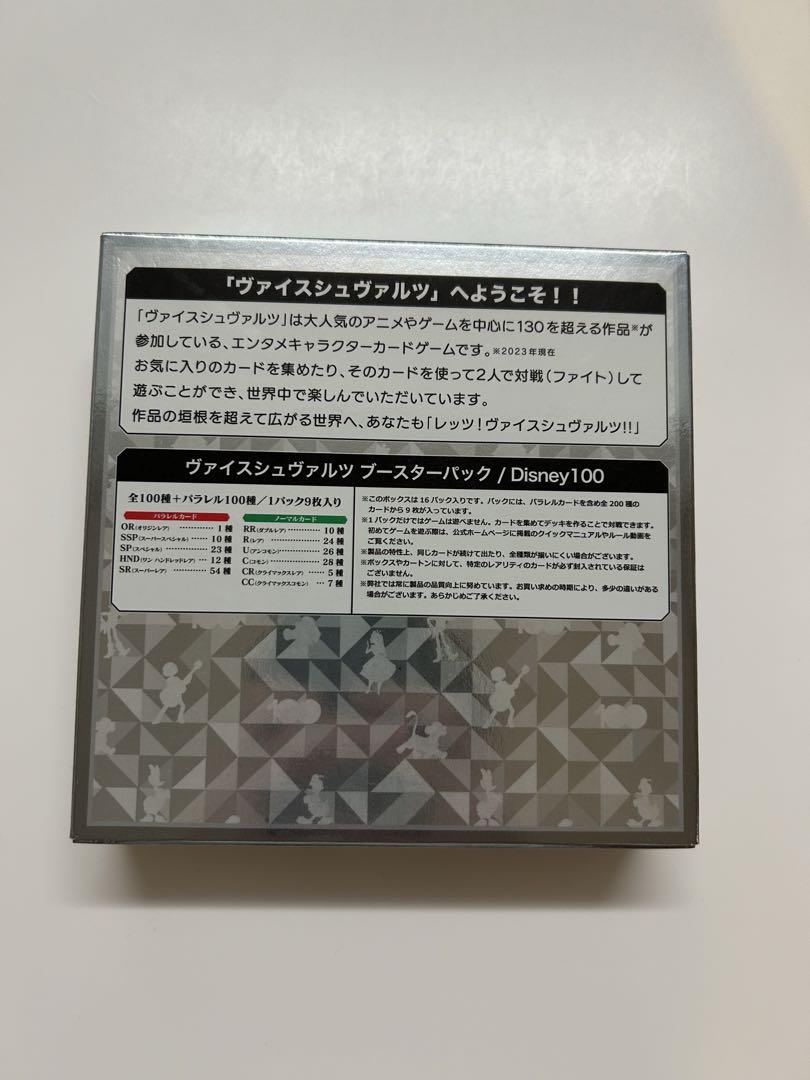 「ヴァイスシュヴァルツ」へようこそ！！
「ヴァイスシュヴァルツ」は大人気のアニメやゲームを中心に130を超える作品※が
参加している、エンタメキャラクターカードゲームです。※2023年現在
お気に入りのカードを集めたり、そのカードを使って2人で対戦（ファイト）して
遊ぶことができ、世界中で楽しんでいただいています。
作品の垣根を超えて広がる世界へ、あなたも「レッツ！ヴァイスシュヴァルツ!!」
ヴァイスシュヴァルツ ブースターパック / Disney100
全100種＋パラレル100種／1パック9枚入り
パラレルカード
OR(オリジンレア) ………… 1種
SSP(スーパースペシャル) …… 10種
SP(スペシャル) ………… 23種
HND(ワン ハンドレッドレア) … 12種
SR(スーパーレア) ……… 54種
ノーマルカード
RR(ダブルレア) ………… 10種
R(レア) ………… 24種
U(アンコモン) ………… 26種
C(コモン) ………… 28種
CR(クライマックスレア) …… 5種
CC(クライマックスコモン) … 7種
※このボックスは16パック入りです。パックには、パラレルカードを含め全200種の
カードから9枚が入っています。
※1パックだけではゲームは遊べません。カードを集めてデッキを作ることで対戦できます。
初めてゲームを遊ぶ際は、公式ホームページに掲載のクイックマニュアルやルール動画を
ご覧ください。
※製品の特性上、同じカードが続けて出たり、全種類が揃いにくい場合がございます。
※ボックスやカートンに対して、特定のレアリティのカードが必ず封入されている保証は
ございません。
※弊社では常に製品の品質向上に努めています。お買い求めの時期により、多少の違いがある
場合がございます。あらかじめご了承ください。